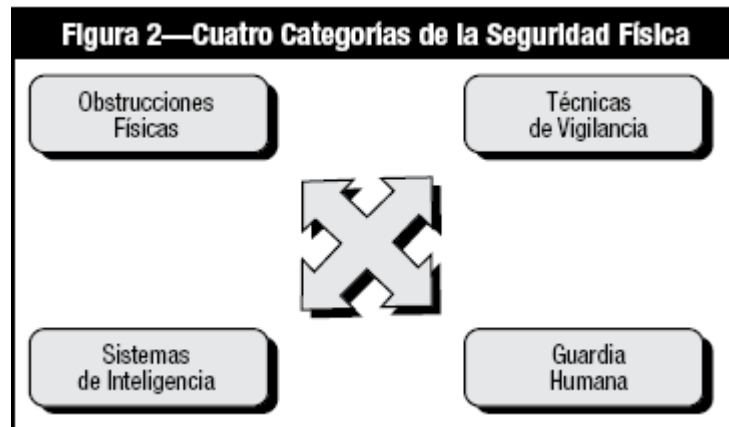 Figura 2—Cuatro Categorías de la Seguridad Física
Obstrucciones
Físicas
Técnicas
de Vigilancia
Sistemas
de Inteligencia
Guardia
Humana